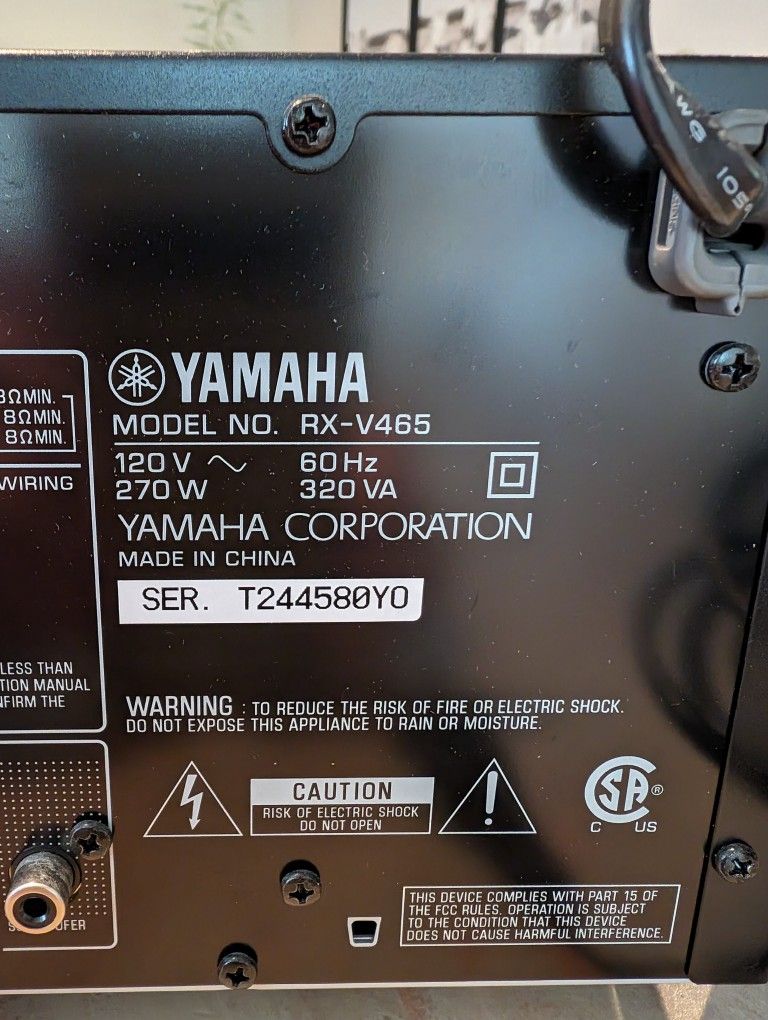 AWG 105
8ΩMIN.
8ΩMIN.
8ΩMIN.
WIRING
YAMAHA
MODEL NO. RX-V465
120 V ~ 60 Hz
270 W 320 VA
YAMAHA CORPORATION
MADE IN CHINA
SER. T244580YO
LESS THAN
TION MANUAL
NFIRM THE
WARNING : TO REDUCE THE RISK OF FIRE OR ELECTRIC SHOCK.
DO NOT EXPOSE THIS APPLIANCE TO RAIN OR MOISTURE.
CAUTION
RISK OF ELECTRIC SHOCK
DO NOT OPEN
CSA®
C US
THIS DEVICE COMPLIES WITH PART 15 OF
THE FCC RULES. OPERATION IS SUBJECT
TO THE CONDITION THAT THIS DEVICE
DOES NOT CAUSE HARMFUL INTERFERENCE.